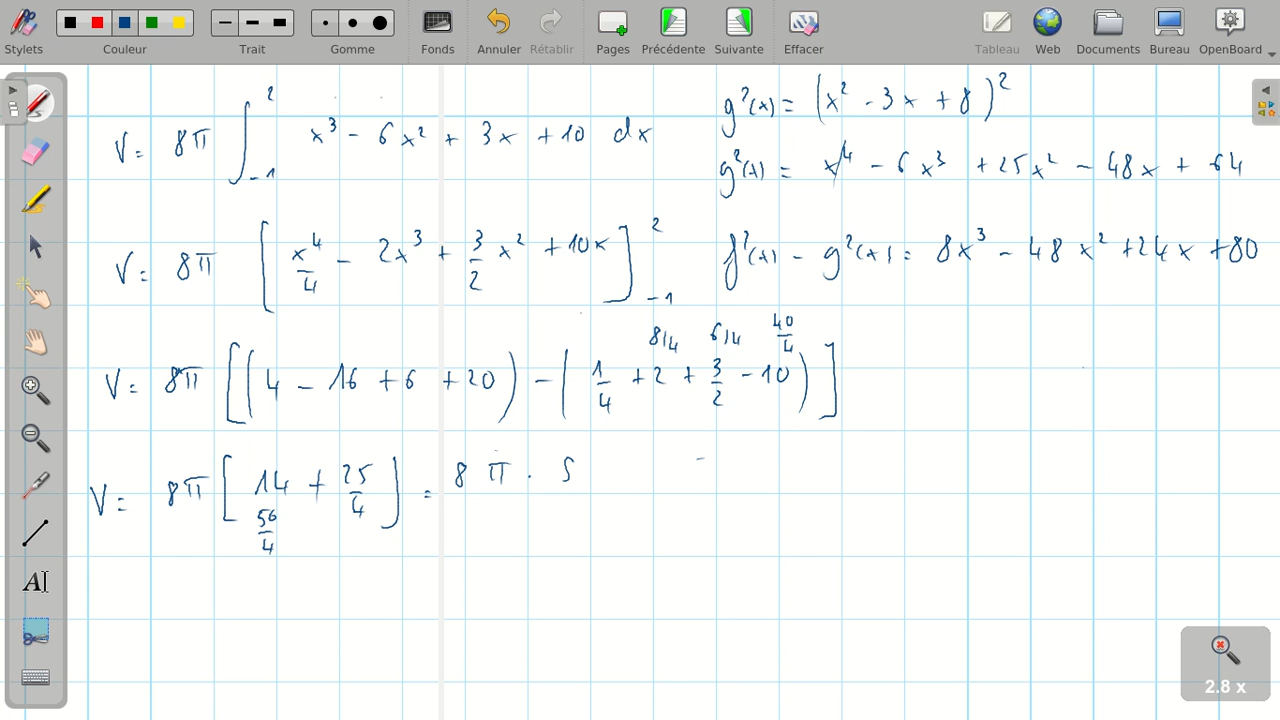 Stylets Couleur Trait Gomme Fonds Annuler Rétablir Pages Précédente Suivante Effacer Tableau Web Documents Bureau OpenBoard
V = 8π ∫_{-1}^{2} x³ - 6x² + 3x + 10 dx
g²(x) = (x² - 3x + 8)²
g²(x) = x⁴ - 6x³ + 25x² - 48x + 64
V = 8π [x⁴/4 - 2x³ + 3/2 x² + 10x]_{-1}^{2}
f²(x) - g²(x) = 8x³ - 48x² + 24x + 80
8/4 6/4 40/4
V = 8π [(4 - 16 + 6 + 20) - (1/4 + 2 + 3/2 - 10)]
V = 8π [14 + 25/4] = 8π · 5
56/4
A
2.8 x